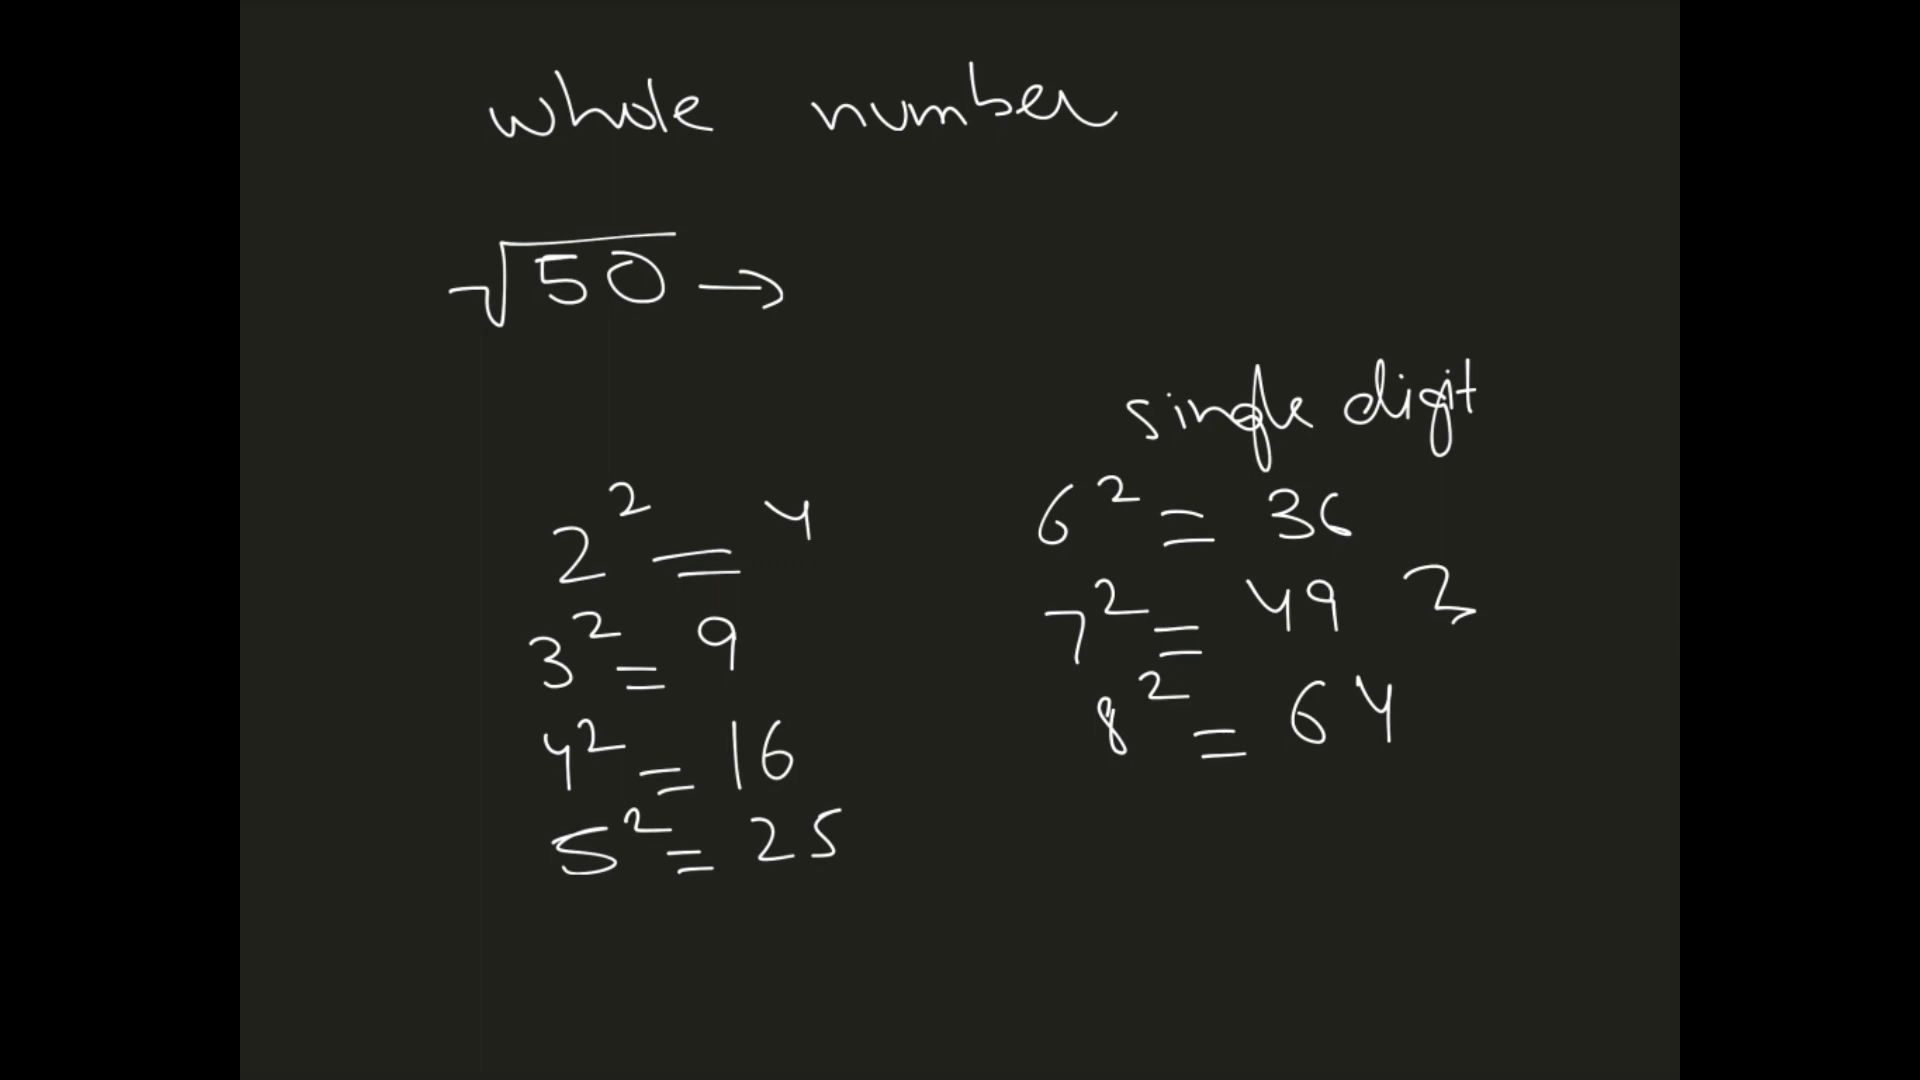 whole number
√50 →
single digit
2² = 4
3² = 9
4² = 16
5² = 25
6² = 36
7² = 49
8² = 64